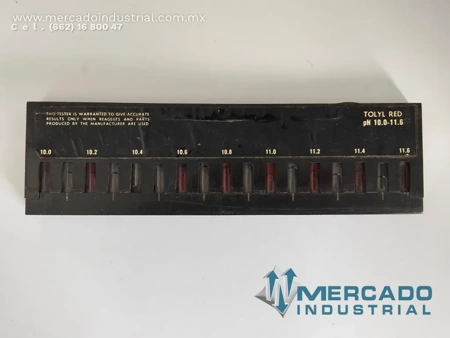 www.mercadoindustrial.com.mx
Cel. (662) 16 800 47
THIS TESTER IS WARRANTED TO GIVE ACCURATE
RESULTS ONLY WHEN REAGENTS AND PARTS
PRODUCED BY THE MANUFACTURER ARE USED
TOLYL RED
pH 10.0-11.6
10.0 10.2 10.4 10.6 10.8 11.0 11.2 11.4 11.6
MERCADO
INDUSTRIAL